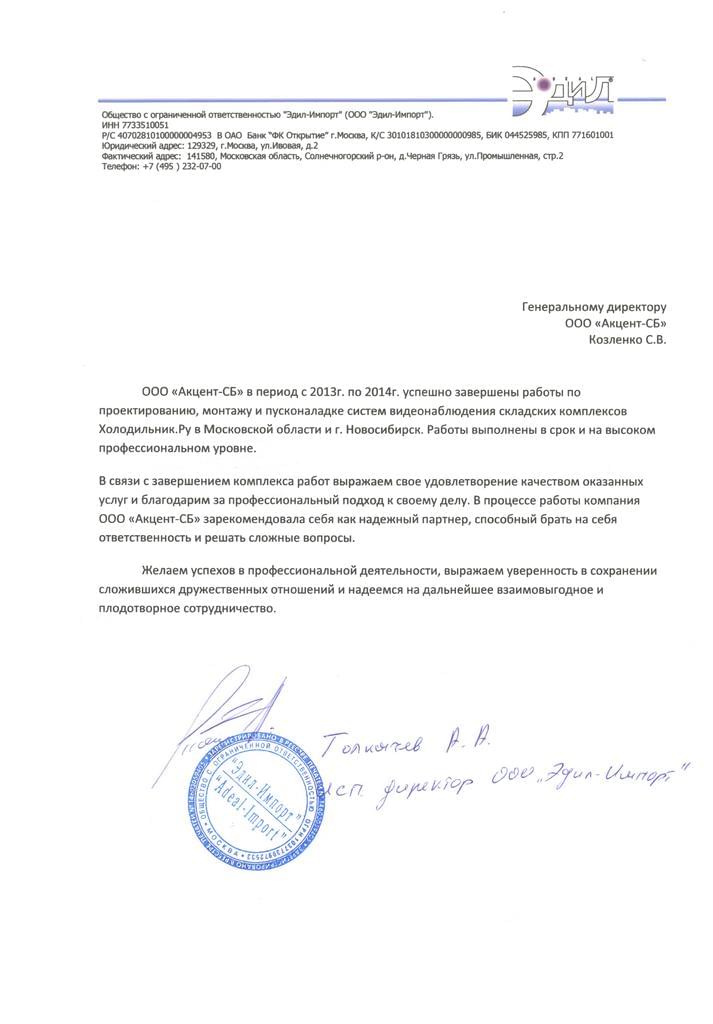 Эдил
Общество с ограниченной ответственностью "Эдил-Импорт" (ООО "Эдил-Импорт").
ИНН 7733510051
Р/С 40702810100000004953 В ОАО Банк "ФК Открытие" г.Москва, К/С 30101810300000000985, БИК 044525985, КПП 771601001
Юридический адрес: 129329, г.Москва, ул.Ивовая, д.2
Фактический адрес: 141580, Московская область, Солнечногорский р-он, д.Черная Грязь, ул.Промышленная, стр.2
Телефон: +7 (495 ) 232-07-00
Генеральному директору
ООО «Акцент-СБ»
Козленко С.В.
ООО «Акцент-СБ» в период с 2013г. по 2014г. успешно завершены работы по
проектированию, монтажу и пусконаладке систем видеонаблюдения складских комплексов
Холодильник.Ру в Московской области и г. Новосибирск. Работы выполнены в срок и на высоком
профессиональном уровне.
В связи с завершением комплекса работ выражаем свое удовлетворение качеством оказанных
услуг и благодарим за профессиональный подход к своему делу. В процессе работы компания
ООО «Акцент-СБ» зарекомендовала себя как надежный партнер, способный брать на себя
ответственность и решать сложные вопросы.
Желаем успехов в профессиональной деятельности, выражаем уверенность в сохранении
сложившихся дружественных отношений и надеемся на дальнейшее взаимовыгодное и
плодотворное сотрудничество.
Толкачев А.А.
Исп. директор ООО „Эдил-Импорт"
ОБЩЕСТВО С ОГРАНИЧЕННОЙ ОТВЕТСТВЕННОСТЬЮ
"Эдил-Импорт"
"Adeal-Import"
МОСКВА